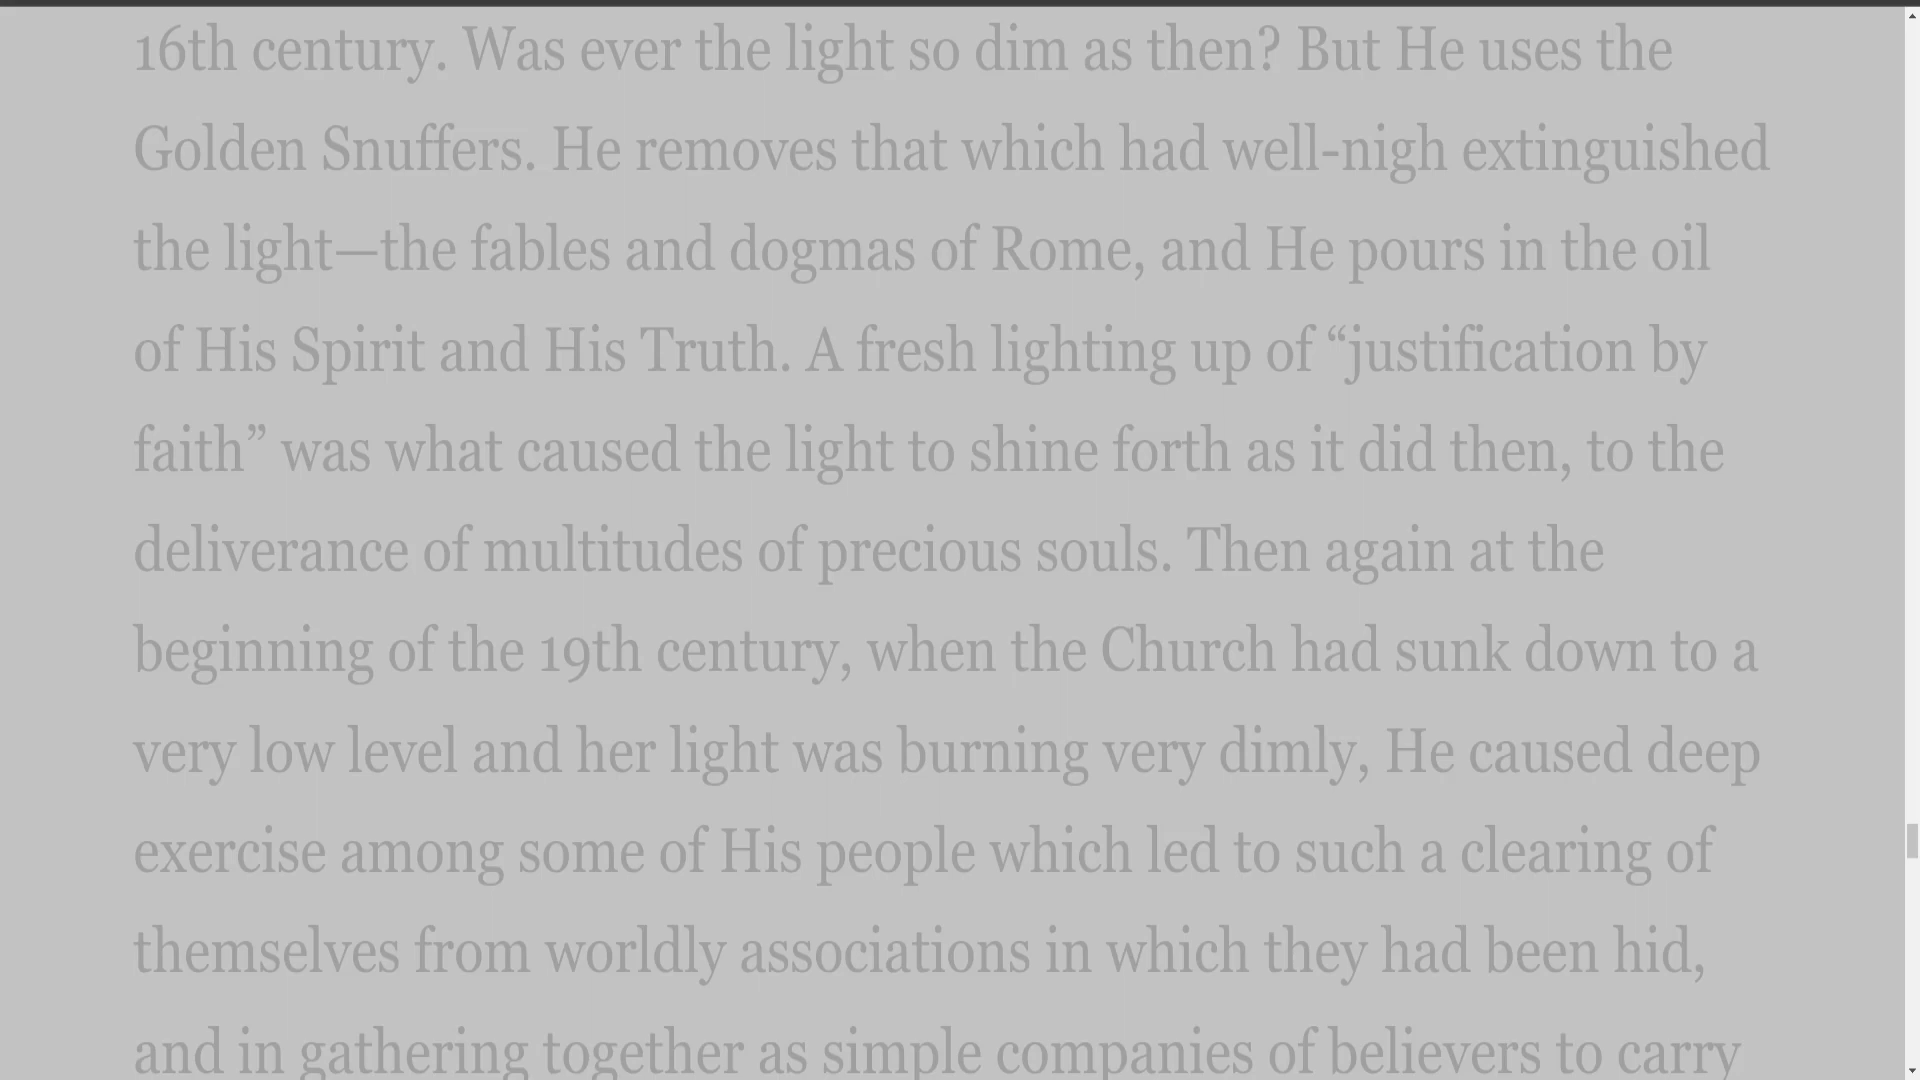 16th century. Was ever the light so dim as then? But He uses the
Golden Snuffers. He removes that which had well-nigh extinguished
the light—the fables and dogmas of Rome, and He pours in the oil
of His Spirit and His Truth. A fresh lighting up of “justification by
faith” was what caused the light to shine forth as it did then, to the
deliverance of multitudes of precious souls. Then again at the
beginning of the 19th century, when the Church had sunk down to a
very low level and her light was burning very dimly, He caused deep
exercise among some of His people which led to such a clearing of
themselves from worldly associations in which they had been hid,
and in gathering together as simple companies of believers to carry